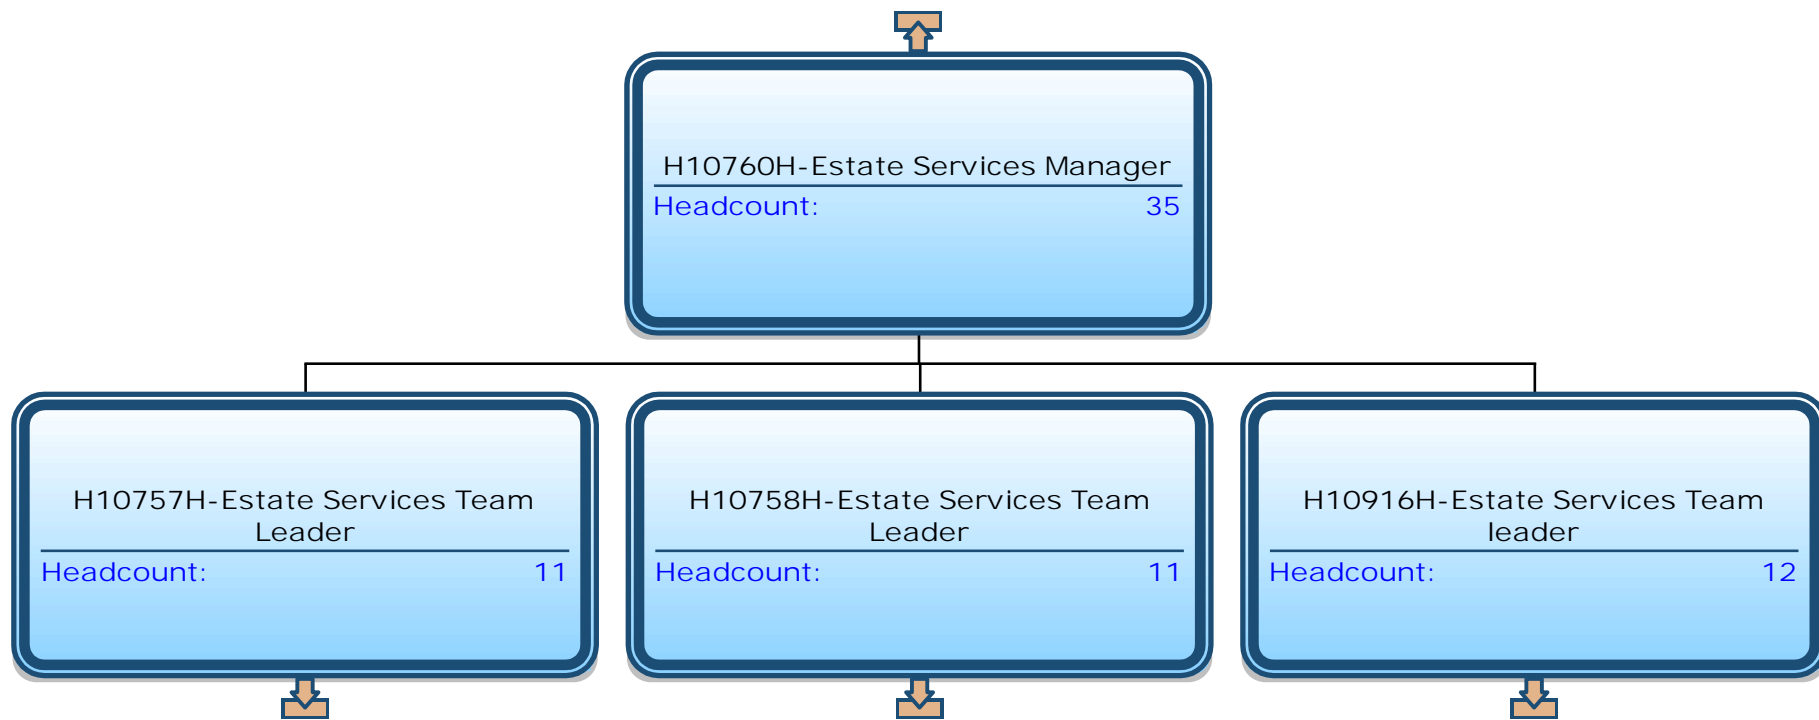 H10760H-Estate Services Manager
Headcount: 35
H10757H-Estate Services Team
Leader
Headcount: 11
H10758H-Estate Services Team
Leader
Headcount: 11
H10916H-Estate Services Team
leader
Headcount: 12